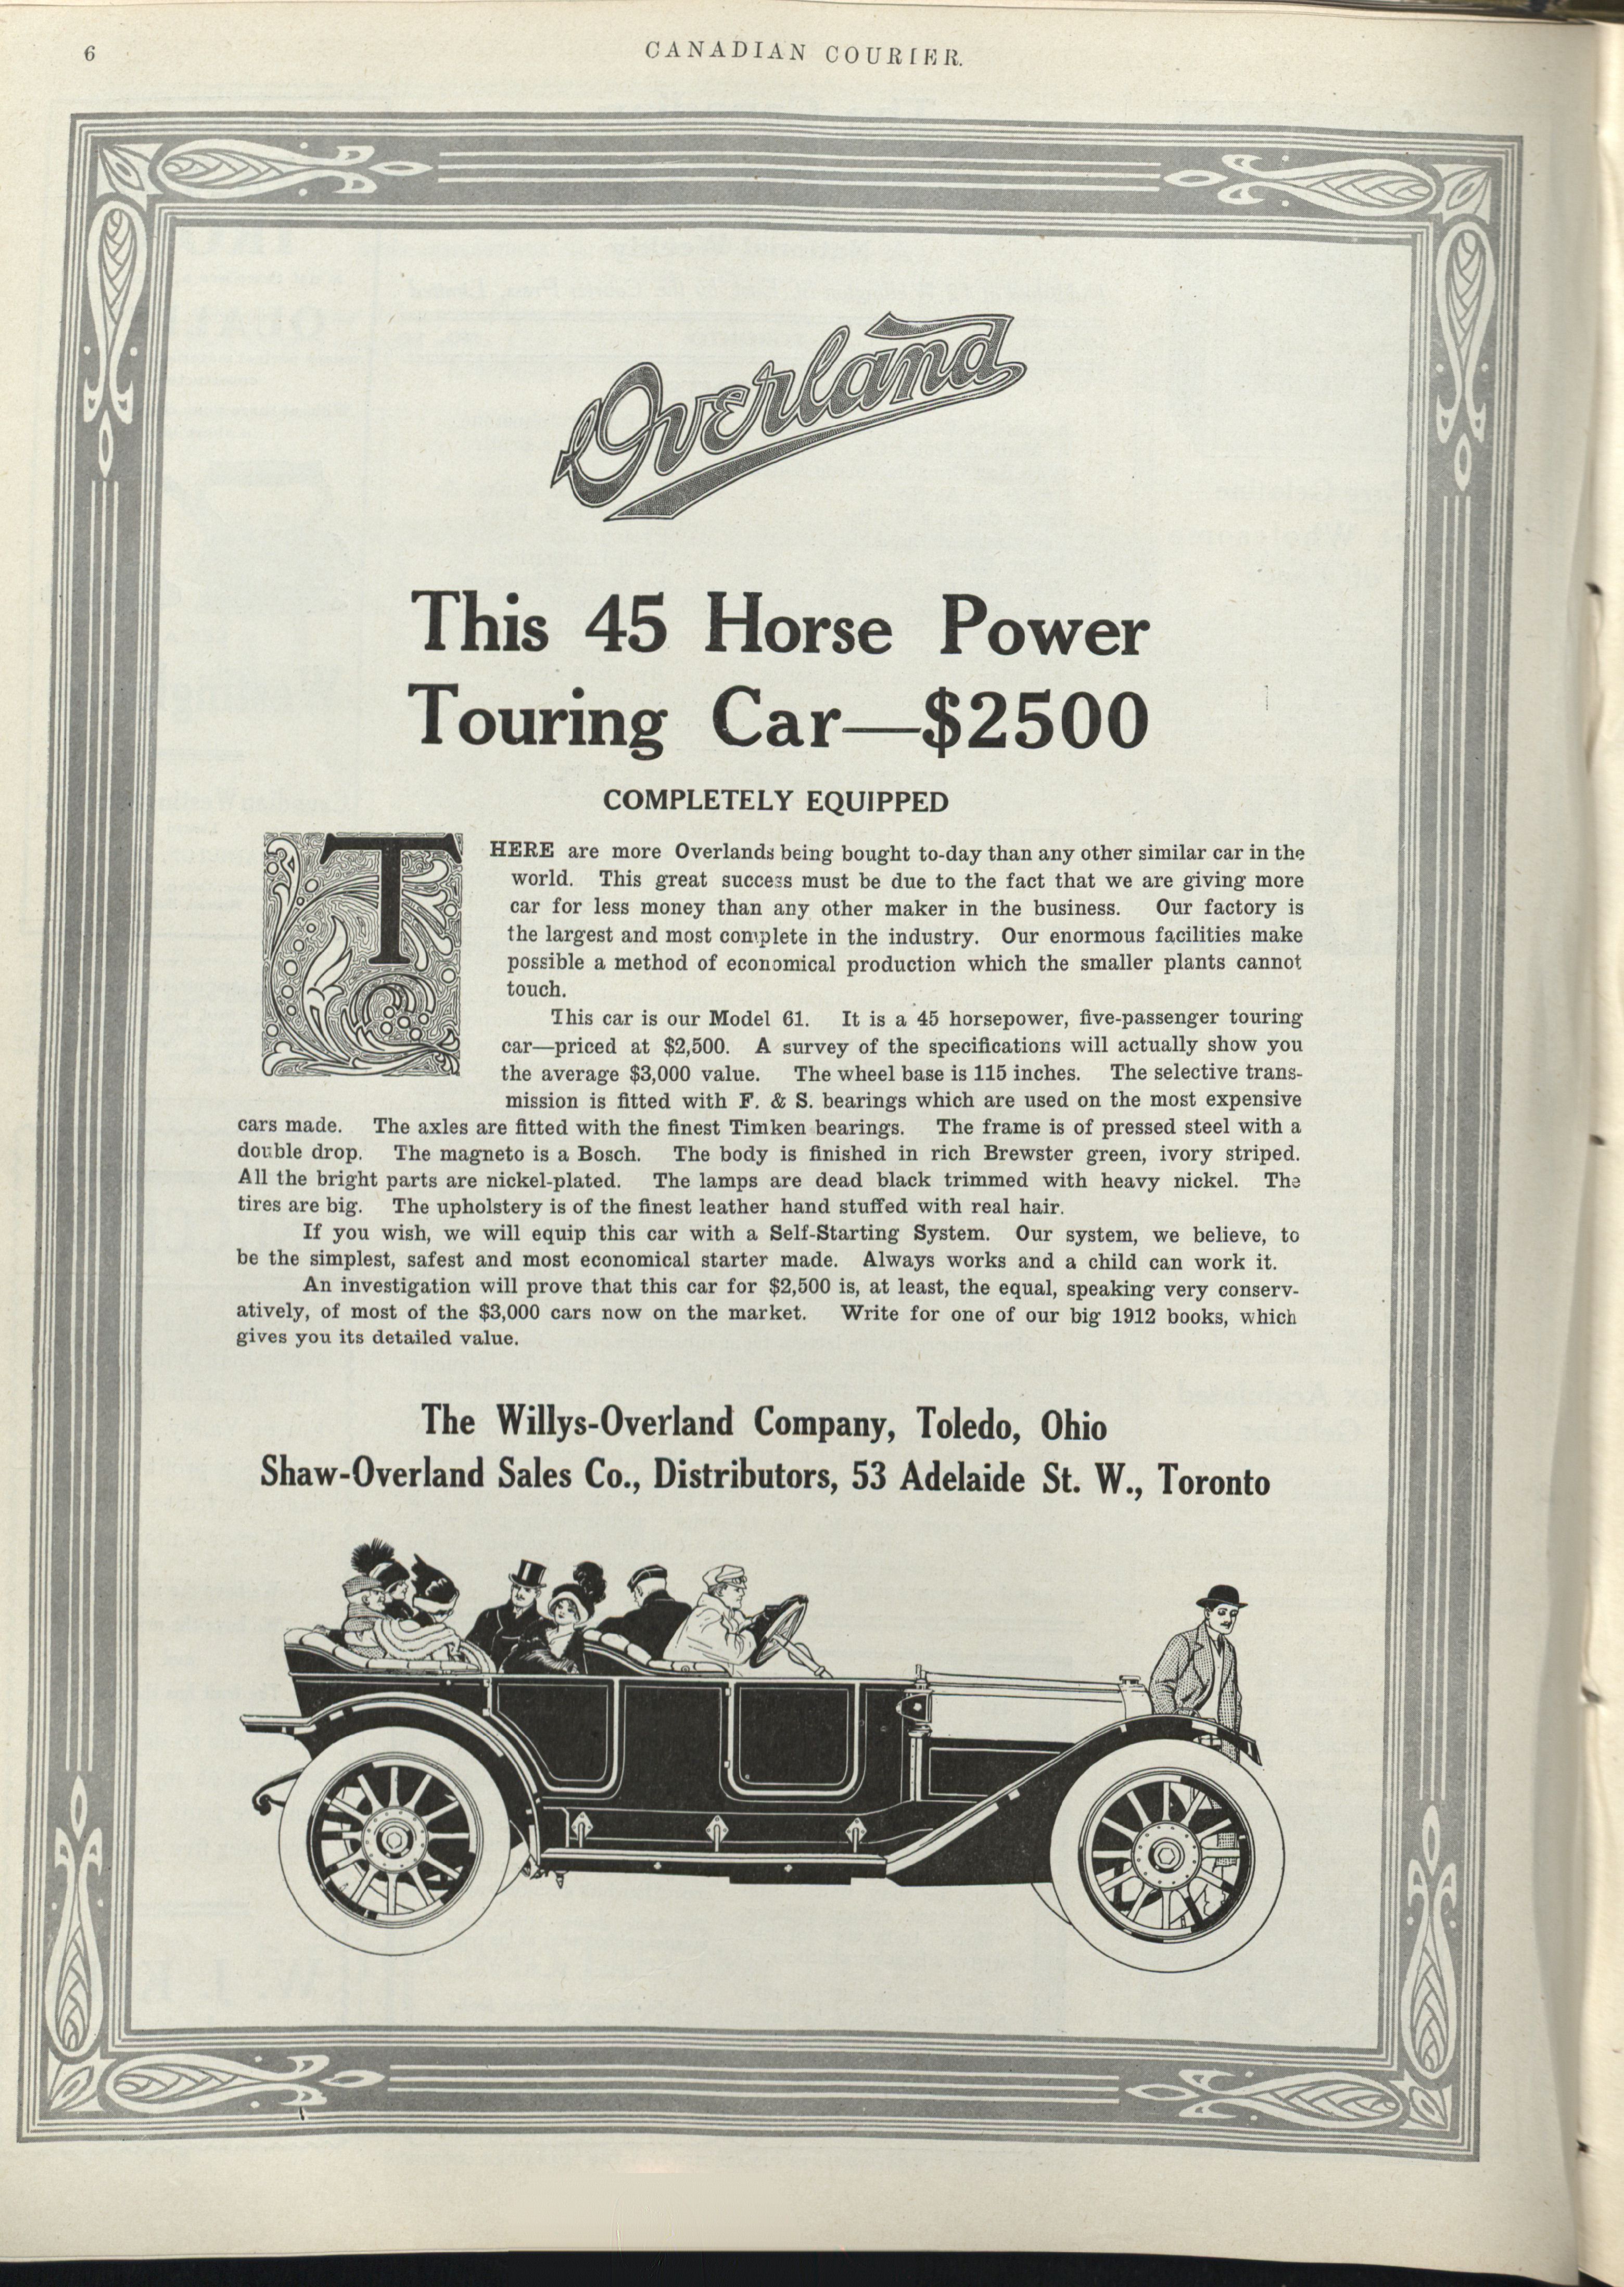 6
CANADIAN COURIER.
Overland
This 45 Horse Power
Touring Car—$2500
COMPLETELY EQUIPPED
THERE are more Overlands being bought to-day than any other similar car in the
world. This great success must be due to the fact that we are giving more
car for less money than any other maker in the business. Our factory is
the largest and most complete in the industry. Our enormous facilities make
possible a method of economical production which the smaller plants cannot
touch.
This car is our Model 61. It is a 45 horsepower, five-passenger touring
car—priced at $2,500. A survey of the specifications will actually show you
the average $3,000 value. The wheel base is 115 inches. The selective trans-
mission is fitted with F. & S. bearings which are used on the most expensive
cars made. The axles are fitted with the finest Timken bearings. The frame is of pressed steel with a
double drop. The magneto is a Bosch. The body is finished in rich Brewster green, ivory striped.
All the bright parts are nickel-plated. The lamps are dead black trimmed with heavy nickel. The
tires are big. The upholstery is of the finest leather hand stuffed with real hair.
If you wish, we will equip this car with a Self-Starting System. Our system, we believe, to
be the simplest, safest and most economical starter made. Always works and a child can work it.
An investigation will prove that this car for $2,500 is, at least, the equal, speaking very conserv-
atively, of most of the $3,000 cars now on the market. Write for one of our big 1912 books, which
gives you its detailed value.
The Willys-Overland Company, Toledo, Ohio
Shaw-Overland Sales Co., Distributors, 53 Adelaide St. W., Toronto